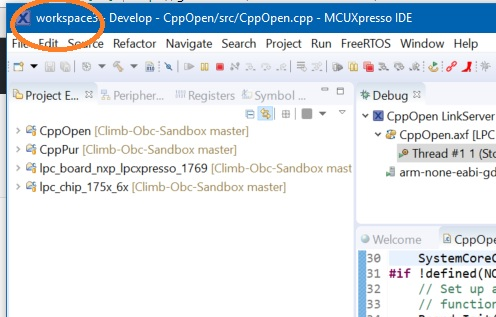 workspace3 - Develop - CppOpen/src/CppOpen.cpp - MCUXpresso IDE
File Edit Source Refactor Navigate Search Project Run FreeRTOS Window Help
Project E... Peripher... Registers Symbol ...
CppOpen [Climb-Obc-Sandbox master]
CppPur [Climb-Obc-Sandbox master]
lpc_board_nxp_lpcxpresso_1769 [Climb-Obc-Sandbox mast
lpc_chip_175x_6x [Climb-Obc-Sandbox master]
Debug
CppOpen LinkServer
CppOpen.axf [LPC
Thread #1 1 (Sto
arm-none-eabi-gd
Welcome CppOpe
30 SystemCoreC
31 #if !defined(NO
32 // Set up a
33 // function